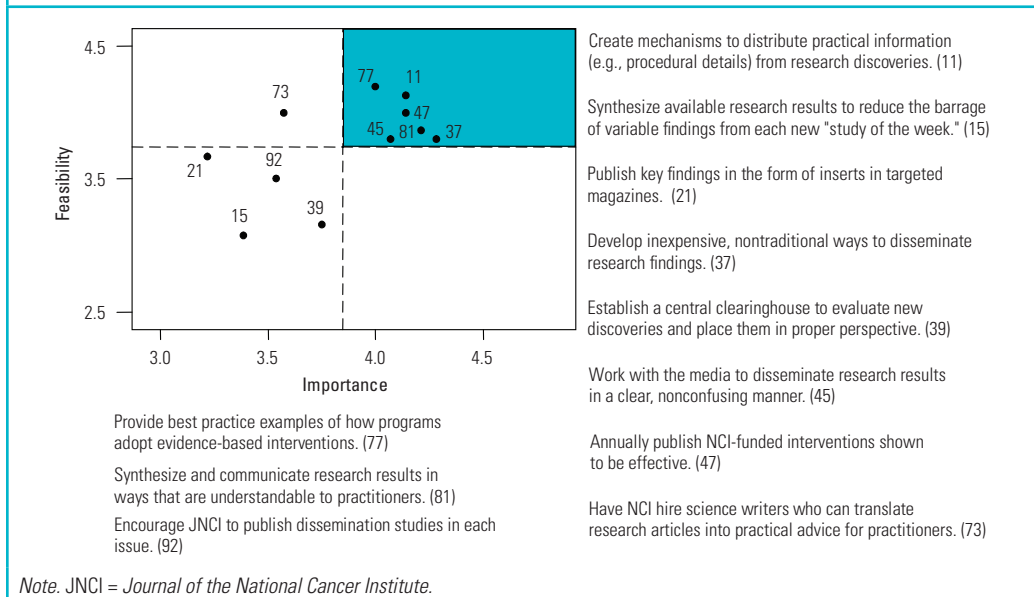 4.5
3.5
2.5
Feasibility
77
11
73
47
45
81
37
21
92
15
39
3.0
3.5
4.0
4.5
Importance
Provide best practice examples of how programs
adopt evidence-based interventions. (77)
Synthesize and communicate research results in
ways that are understandable to practitioners. (81)
Encourage JNCI to publish dissemination studies in each
issue. (92)
Create mechanisms to distribute practical information
(e.g., procedural details) from research discoveries. (11)
Synthesize available research results to reduce the barrage
of variable findings from each new "study of the week." (15)
Publish key findings in the form of inserts in targeted
magazines. (21)
Develop inexpensive, nontraditional ways to disseminate
research findings. (37)
Establish a central clearinghouse to evaluate new
discoveries and place them in proper perspective. (39)
Work with the media to disseminate research results
in a clear, nonconfusing manner. (45)
Annually publish NCI-funded interventions shown
to be effective. (47)
Have NCI hire science writers who can translate
research articles into practical advice for practitioners. (73)
Note. JNCI = Journal of the National Cancer Institute.